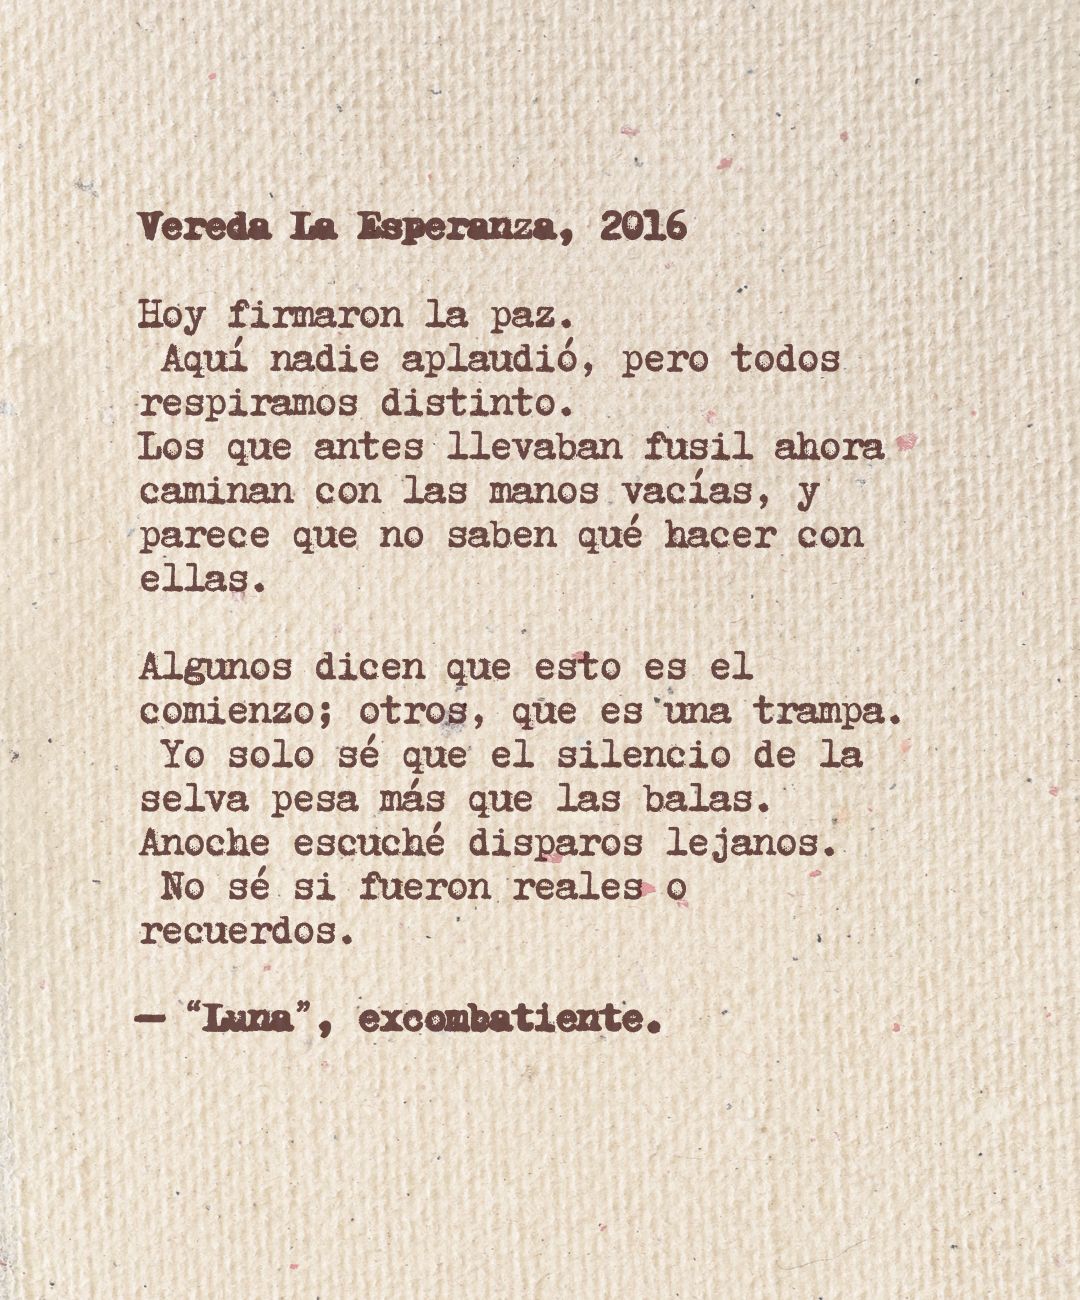 Vereda La Esperanza, 2016
Hoy firmaron la paz.
Aquí nadie aplaudió, pero todos
respiramos distinto.
Los que antes llevaban fusil ahora
caminan con las manos vacías, y
parece que no saben qué hacer con
ellas.
Algunos dicen que esto es el
comienzo; otros, que es una trampa.
Yo solo sé que el silencio de la
selva pesa más que las balas.
Anoche escuché disparos lejanos.
No sé si fueron reales o
recuerdos.
— “Luna”, excombatiente.